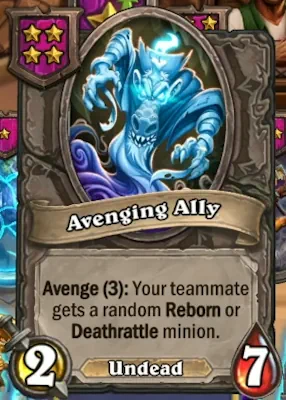 Avenging Ally
Avenge (3): Your teammate
gets a random Reborn or
Deathrattle minion.
2
Undead
7